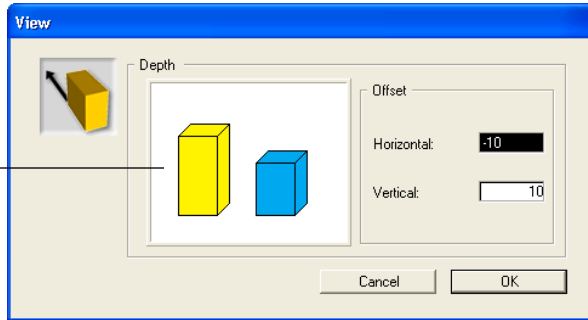 View
Depth
Offset
Horizontal: -10
Vertical: 10
Cancel OK